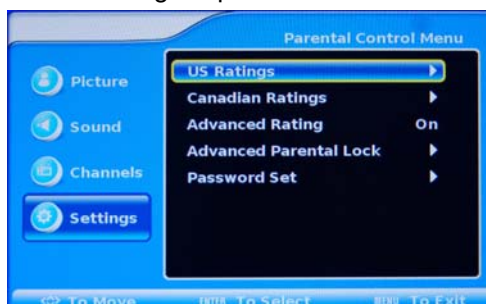 Parental Control Menu
Picture
Sound
Channels
Settings
US Ratings
Canadian Ratings
Advanced Rating On
Advanced Parental Lock
Password Set
To Move ENTER To Select MENU To Exit